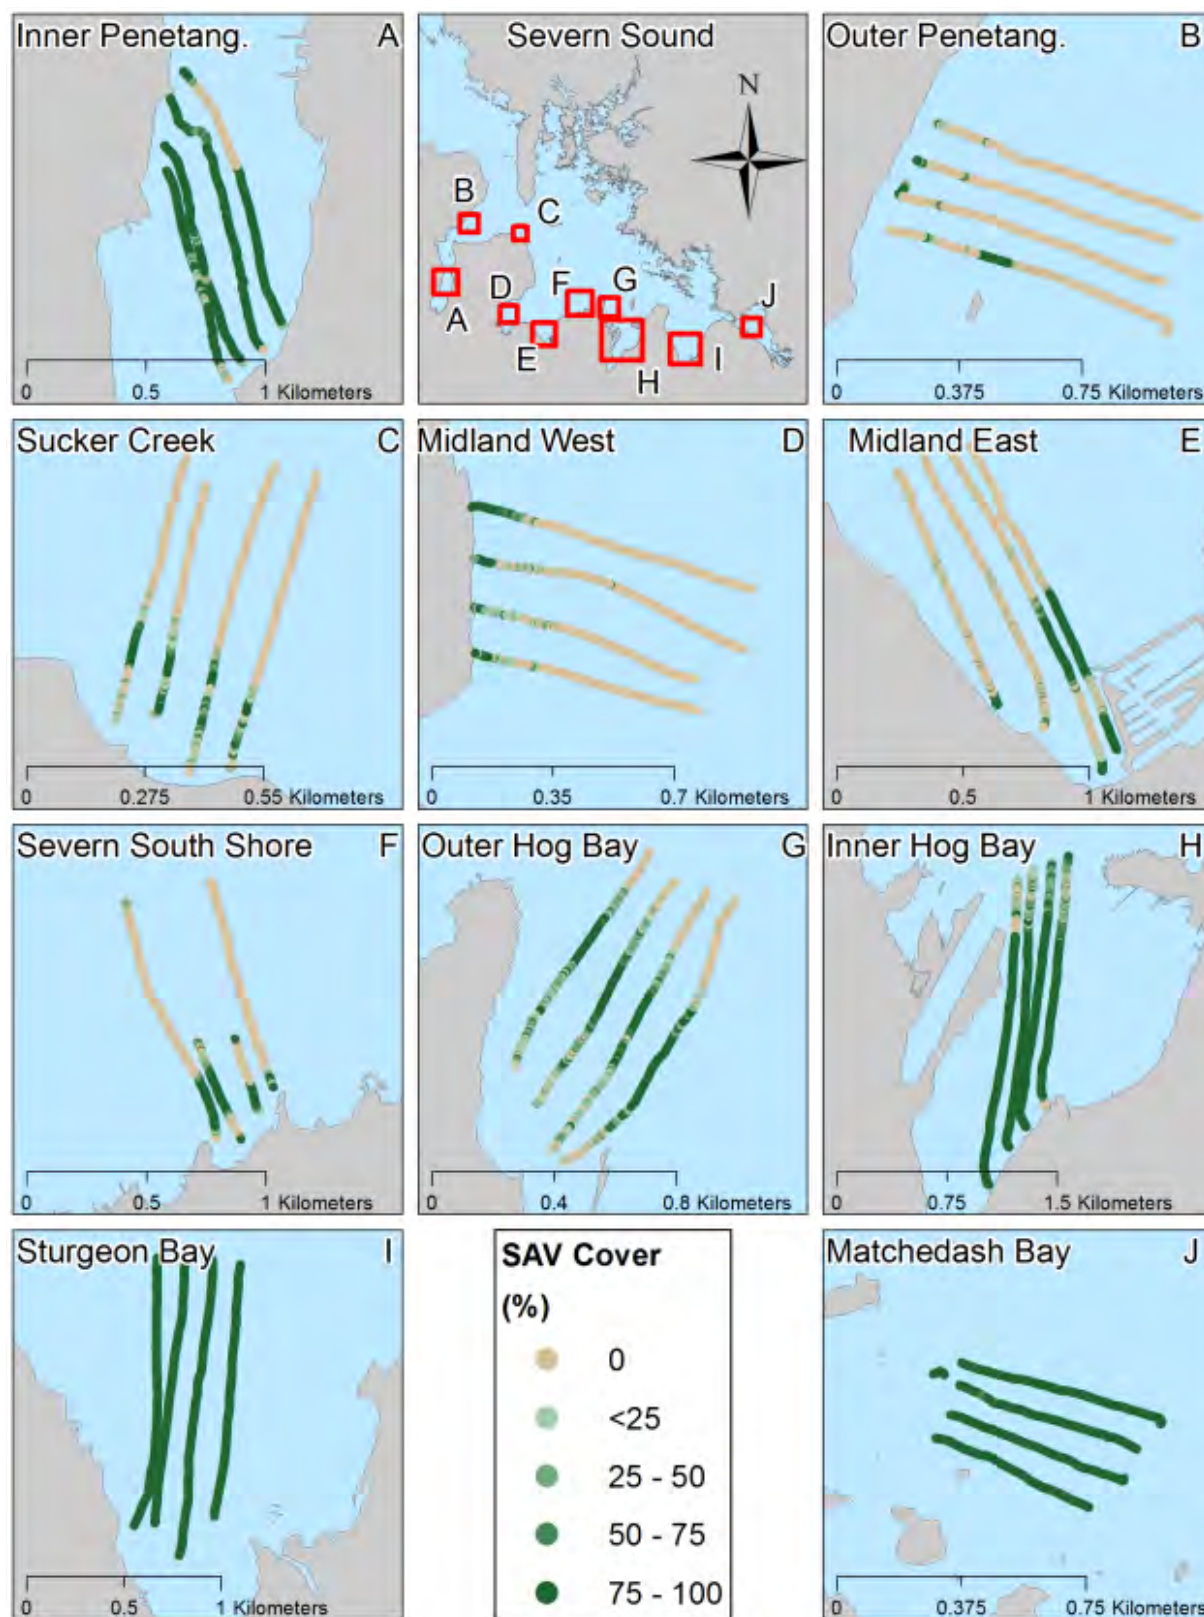 Inner Penetang. A
Severn Sound
N
B
C
D
F
G
J
A
E
H
I
Outer Penetang. B
0 0.5 1 Kilometers
0 0.375 0.75 Kilometers
Sucker Creek C
Midland West D
Midland East E
0 0.275 0.55 Kilometers
0 0.35 0.7 Kilometers
0 0.5 1 Kilometers
Severn South Shore F
Outer Hog Bay G
Inner Hog Bay H
0 0.5 1 Kilometers
0 0.4 0.8 Kilometers
0 0.75 1.5 Kilometers
Sturgeon Bay I
SAV Cover
(%)
0
<25
25 - 50
50 - 75
75 - 100
Matchedash Bay J
0 0.5 1 Kilometers
0 0.375 0.75 Kilometers